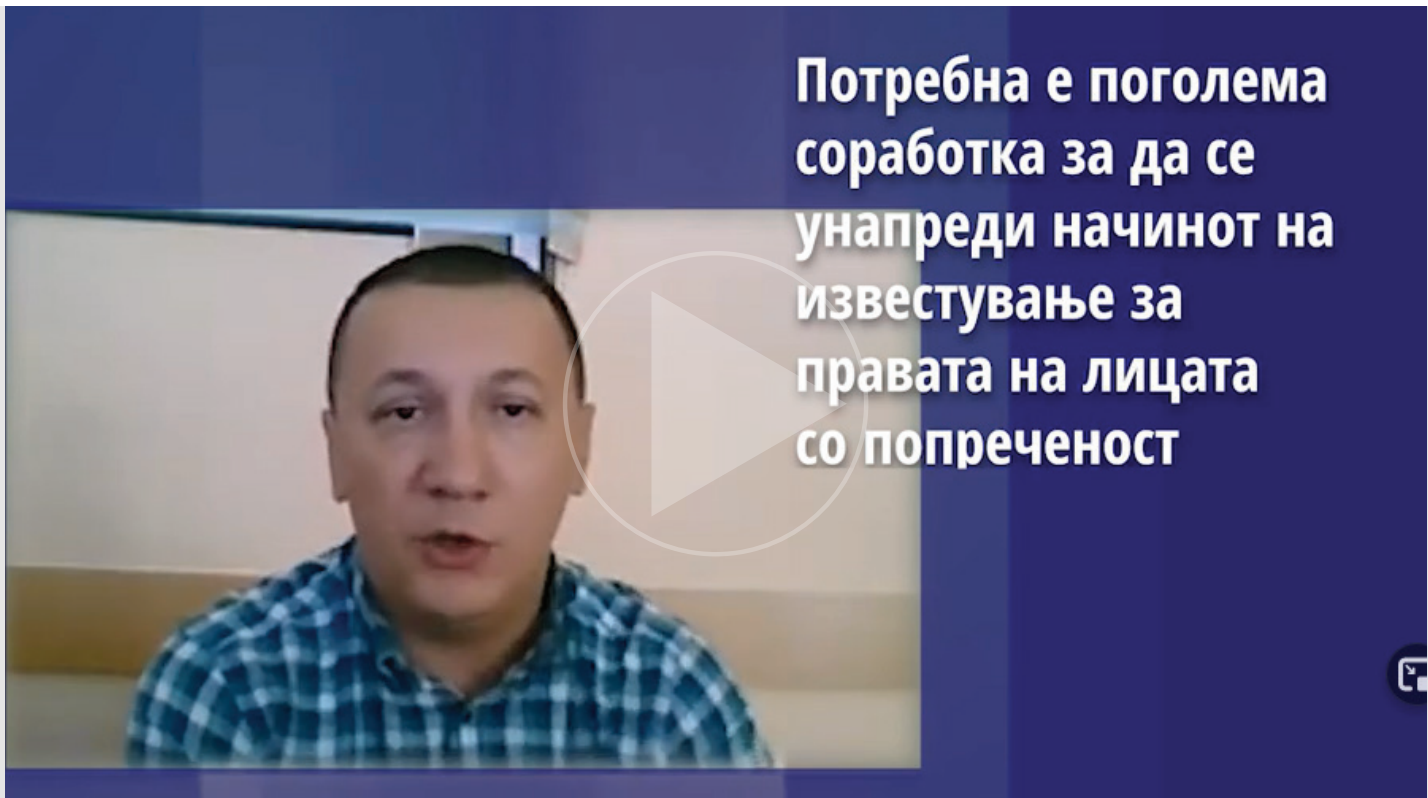 Потребна е поголема
соработка за да се
унапреди начинот на
известување за
правата на лицата
со попреченост